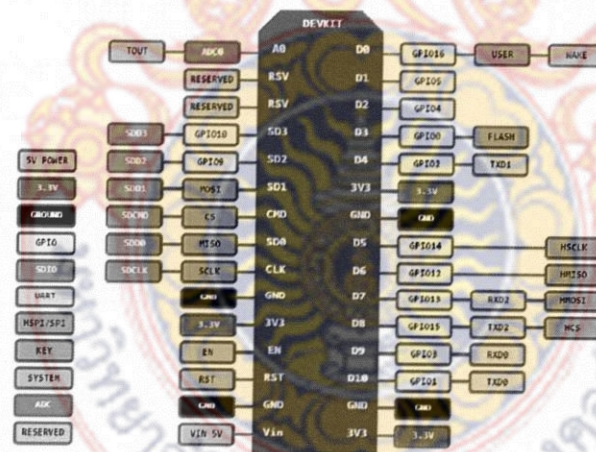 DEVKIT
TOUT ADC0 A0 D0 GPIO16 USER WAKE
RESERVED RSV D1 GPIO5
RESERVED RSV D2 GPIO4
SDD3 GPIO10 SD3 D3 GPIO0 FLASH
SDD2 GPIO9 SD2 D4 GPIO2 TXD1
SDD1 MOSI SD1 3V3 3.3V
SDCMD CS CMD GND GND
SDD0 MISO SD0 D5 GPIO14 HSCLK
SDCLK SCLK CLK D6 GPIO12 HMISO
GND GND D7 GPIO13 RXD2 HMOSI
3.3V 3V3 D8 GPIO15 TXD2 HCS
EN EN D9 GPIO3 RXD0
RST RST D10 GPIO1 TXD0
GND GND GND GND
VIN 5V Vin 3V3 3.3V
5V POWER
3.3V
GROUND
GPIO
SDIO
UART
HSPI/SPI
KEY
SYSTEM
ADC
RESERVED